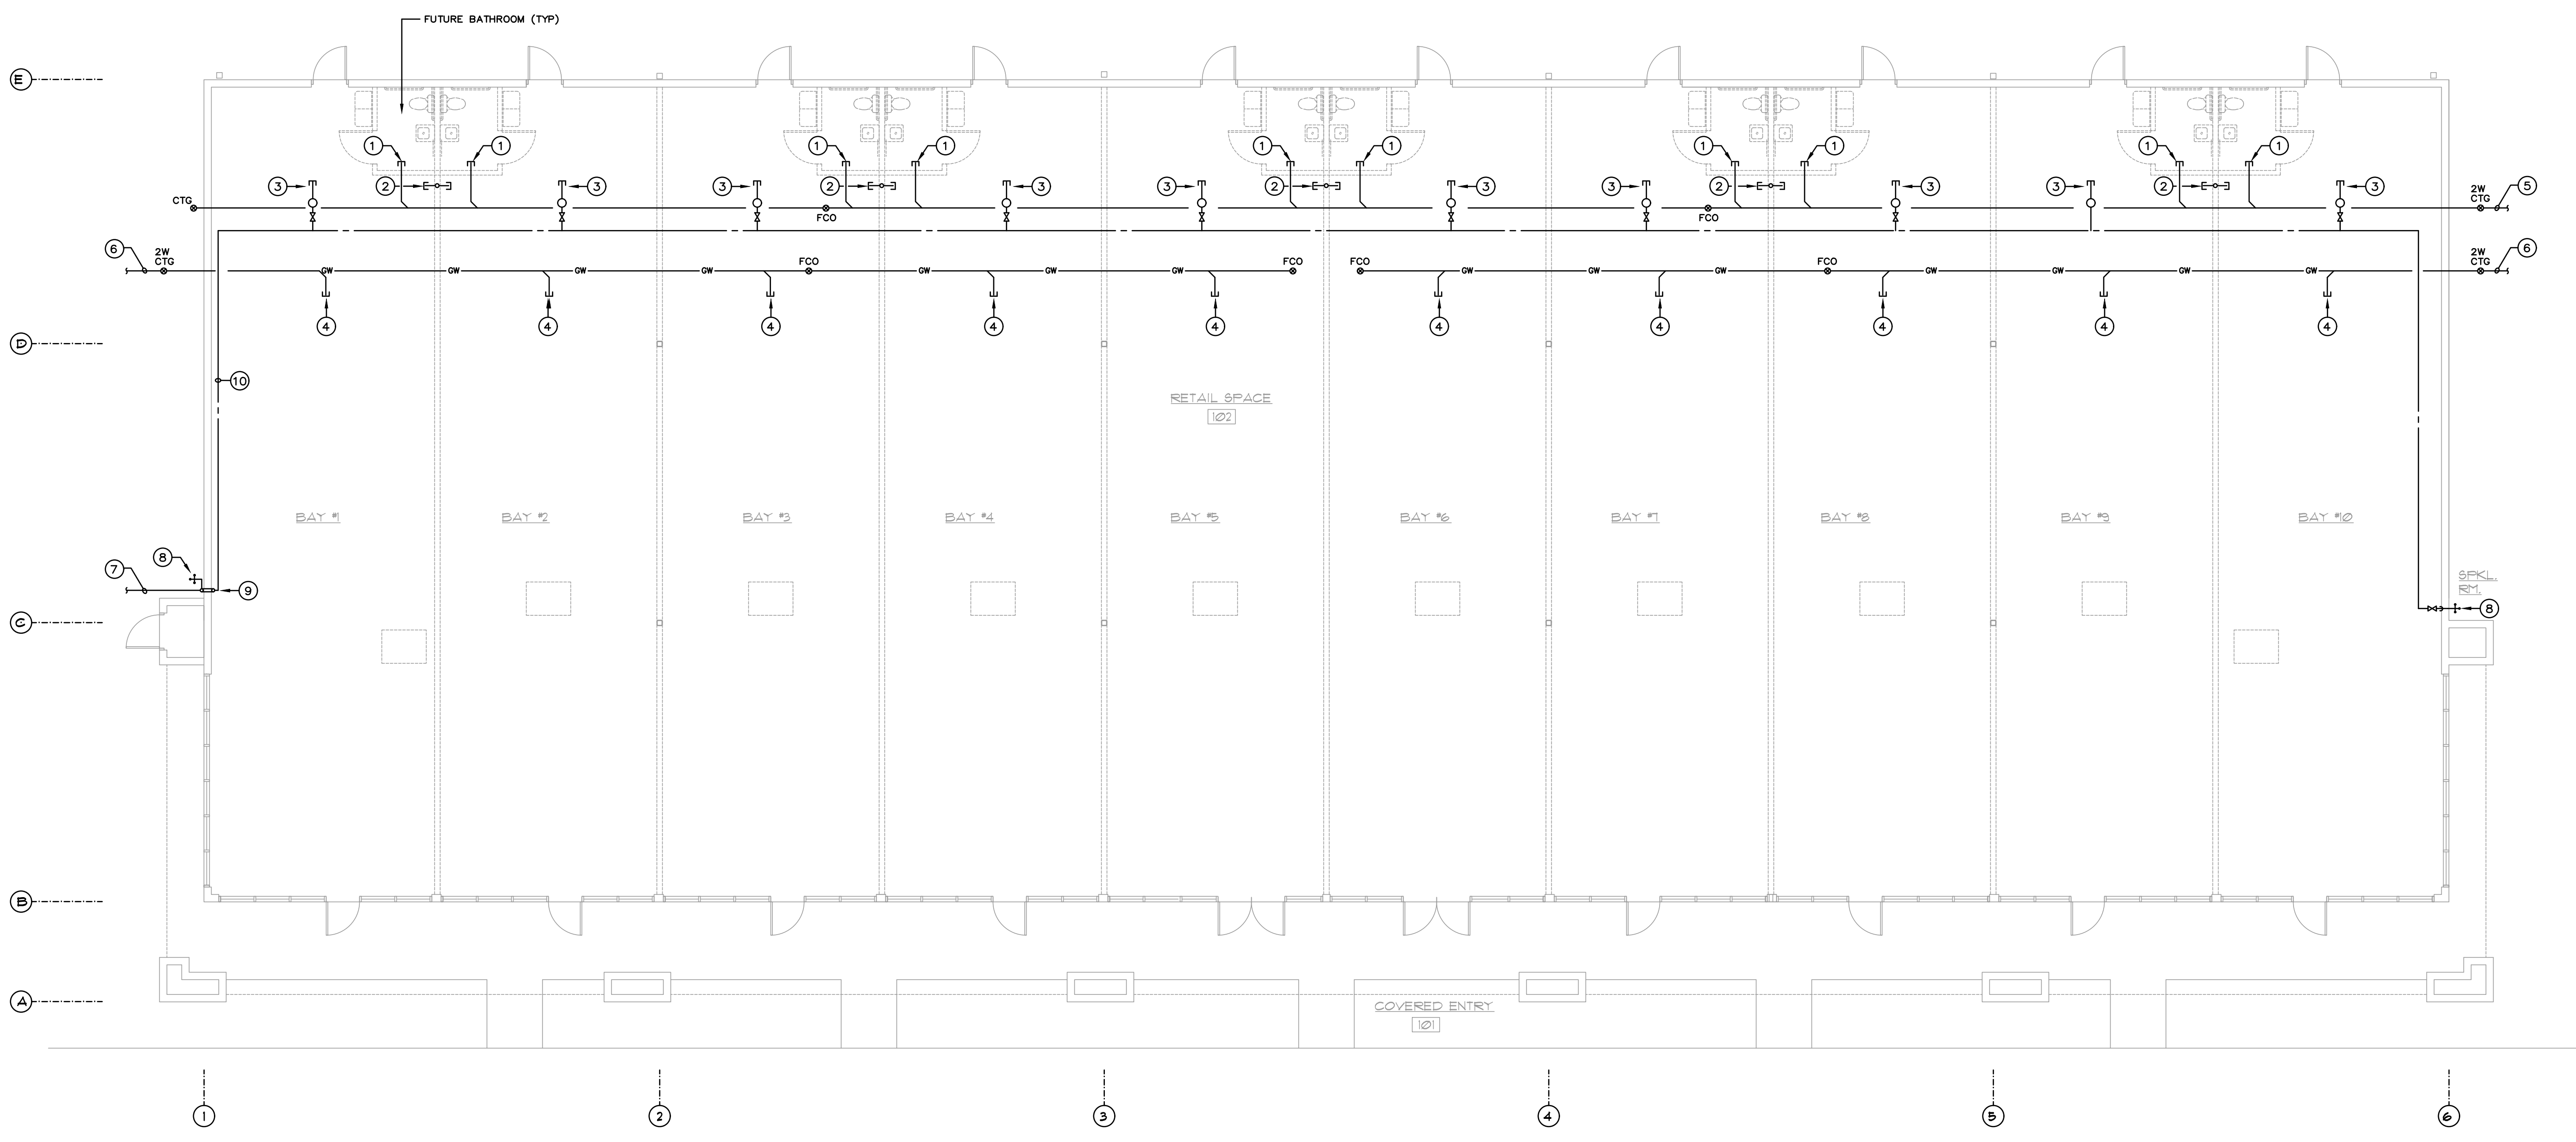 FUTURE BATHROOM (TYP)
E
1 1 1 1 1 1 1 1 1 1
3 2 3 3 2 3 3 2 3 3 2 3 3 2 3
2W
CTG
5
CTG
FCO FCO
6
2W
CTG
FCO FCO FCO FCO
2W
CTG
6
GW GW GW GW GW GW GW GW GW GW GW GW GW GW
4 4 4 4 4 4 4 4 4 4
D
10
RETAIL SPACE
102
BAY #1 BAY #2 BAY #3 BAY #4 BAY #5 BAY #6 BAY #7 BAY #8 BAY #9 BAY #10
8
7
9
SPKL.
RM.
8
C
B
A
COVERED ENTRY
101
1 2 3 4 5 6